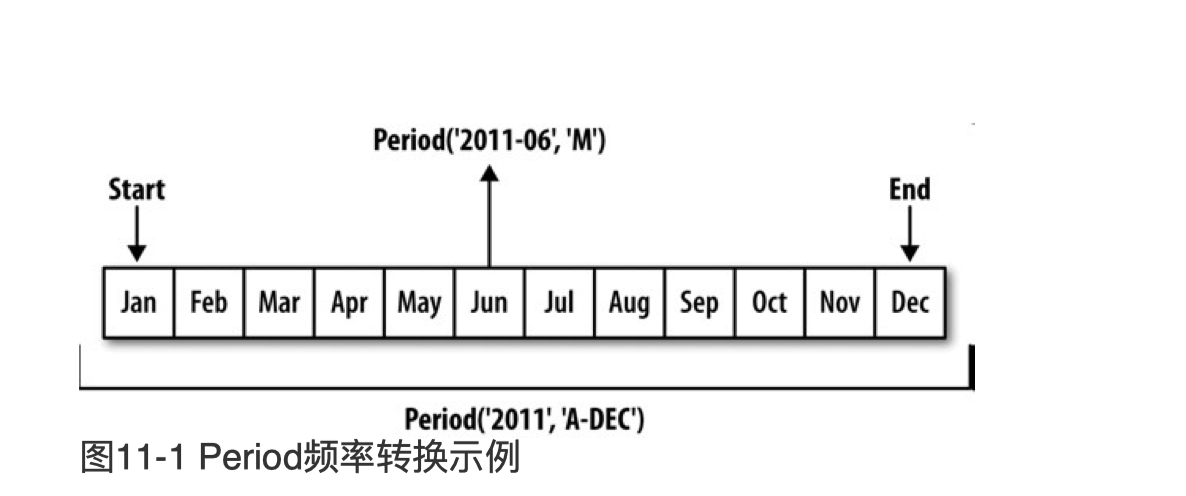 Period('2011-06', 'M')
Start End
Jan Feb Mar Apr May Jun Jul Aug Sep Oct Nov Dec
Period('2011', 'A-DEC')
图11-1 Period频率转换示例